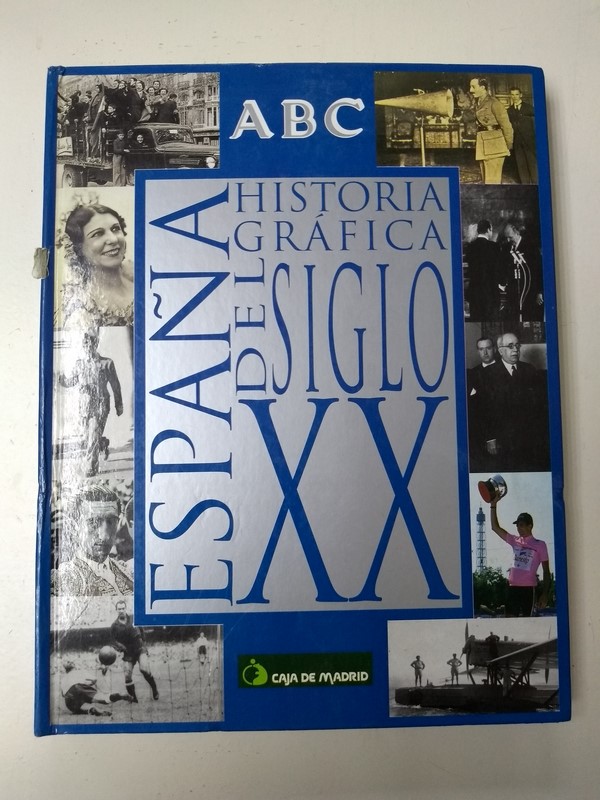 ABC
HISTORIA
GRÁFICA
DEL
SIGLO
XX
ESPAÑA
CAJA DE MADRID